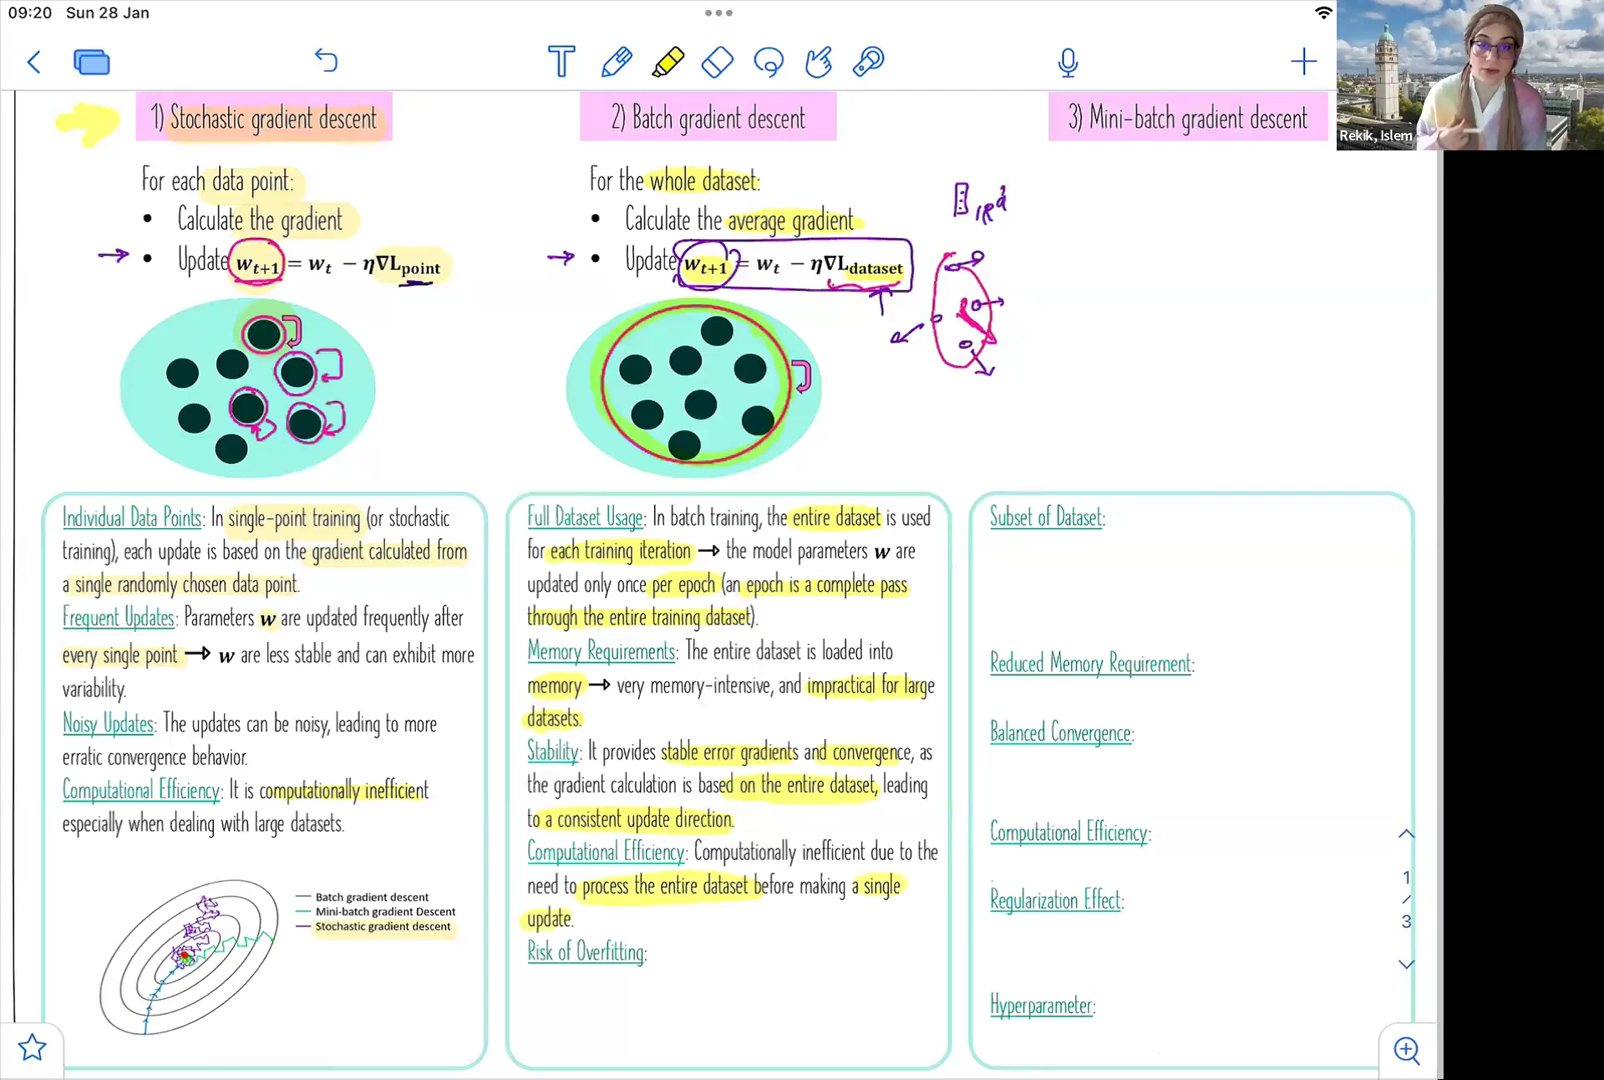 09:20 Sun 28 Jan
Rekik, Islem
1) Stochastic gradient descent
For each data point:
• Calculate the gradient
• Update w_{t+1} = w_t − η∇L_point
2) Batch gradient descent
For the whole dataset:
• Calculate the average gradient
• Update w_{t+1} = w_t − η∇L_dataset
ℝ^d
3) Mini-batch gradient descent
Individual Data Points: In single-point training (or stochastic
training), each update is based on the gradient calculated from
a single randomly chosen data point.
Frequent Updates: Parameters w are updated frequently after
every single point → w are less stable and can exhibit more
variability.
Noisy Updates: The updates can be noisy, leading to more
erratic convergence behavior.
Computational Efficiency: It is computationally inefficient
especially when dealing with large datasets.
Batch gradient descent
Mini-batch gradient Descent
Stochastic gradient descent
Full Dataset Usage: In batch training, the entire dataset is used
for each training iteration → the model parameters w are
updated only once per epoch (an epoch is a complete pass
through the entire training dataset).
Memory Requirements: The entire dataset is loaded into
memory → very memory-intensive, and impractical for large
datasets.
Stability: It provides stable error gradients and convergence, as
the gradient calculation is based on the entire dataset, leading
to a consistent update direction.
Computational Efficiency: Computationally inefficient due to the
need to process the entire dataset before making a single
update.
Risk of Overfitting:
Subset of Dataset:
Reduced Memory Requirement:
Balanced Convergence:
Computational Efficiency:
Regularization Effect:
Hyperparameter:
1
/
3